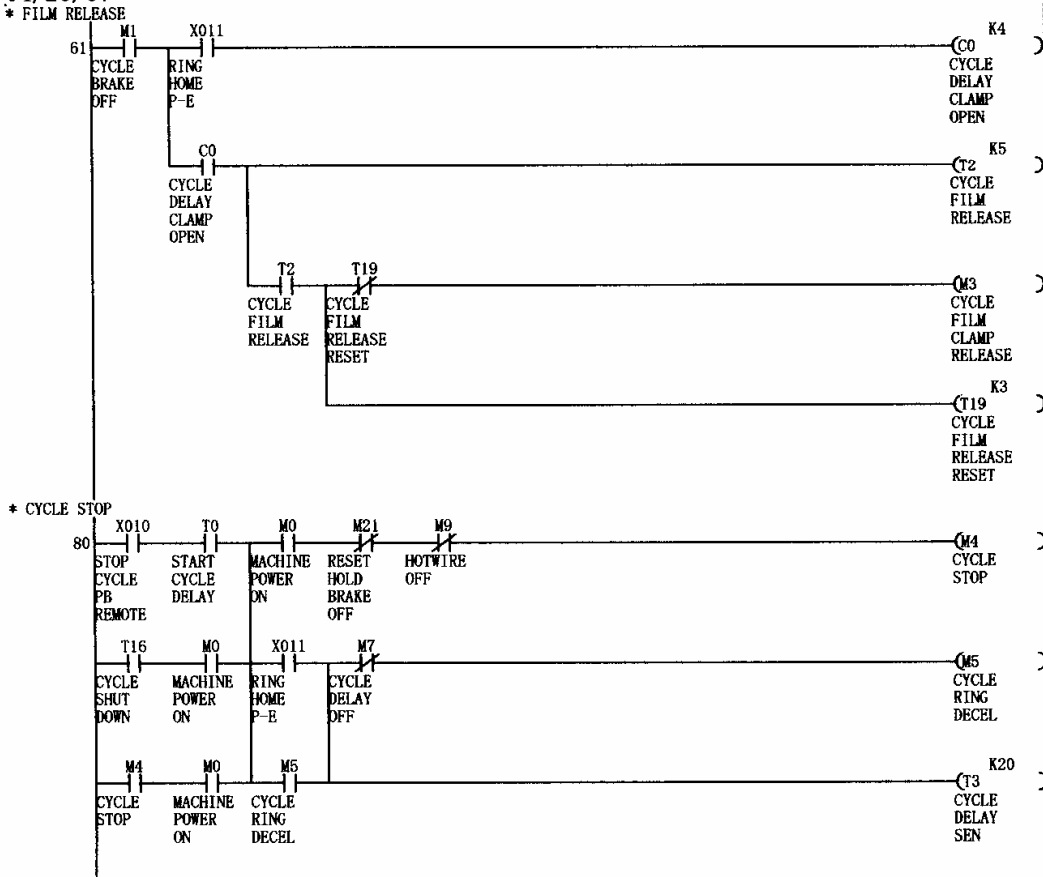 * FILM RELEASE
M1 X011 K4
61 (C0
CYCLE RING CYCLE
BRAKE HOME DELAY
OFF P-E CLAMP
OPEN
C0 K5
(T2
CYCLE CYCLE
DELAY FILM
CLAMP RELEASE
OPEN
T2 T19
(M3
CYCLE CYCLE CYCLE
FILM FILM FILM
RELEASE RELEASE CLAMP
RESET RELEASE
K3
(T19
CYCLE
FILM
RELEASE
RESET
* CYCLE STOP
X010 T0 M0 M21 M9
80 (M4
STOP START MACHINE RESET HOTWIRE CYCLE
CYCLE CYCLE POWER HOLD OFF STOP
PB DELAY ON BRAKE
REMOTE OFF
T16 M0 X011 M7
(M5
CYCLE MACHINE RING CYCLE CYCLE
SHUT POWER HOME DELAY RING
DOWN ON P-E OFF DECEL
M4 M0 M5 K20
(T3
CYCLE MACHINE CYCLE CYCLE
STOP POWER RING DELAY
ON DECEL SEN